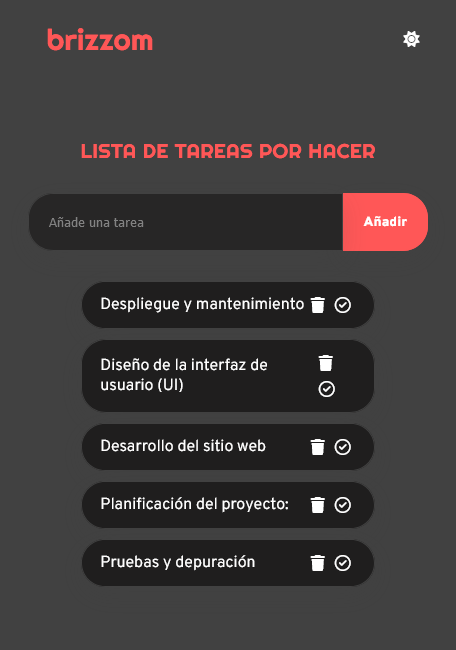 brizzom
LISTA DE TAREAS POR HACER
Añade una tarea
Añadir
Despliegue y mantenimiento
Diseño de la interfaz de
usuario (UI)
Desarrollo del sitio web
Planificación del proyecto:
Pruebas y depuración